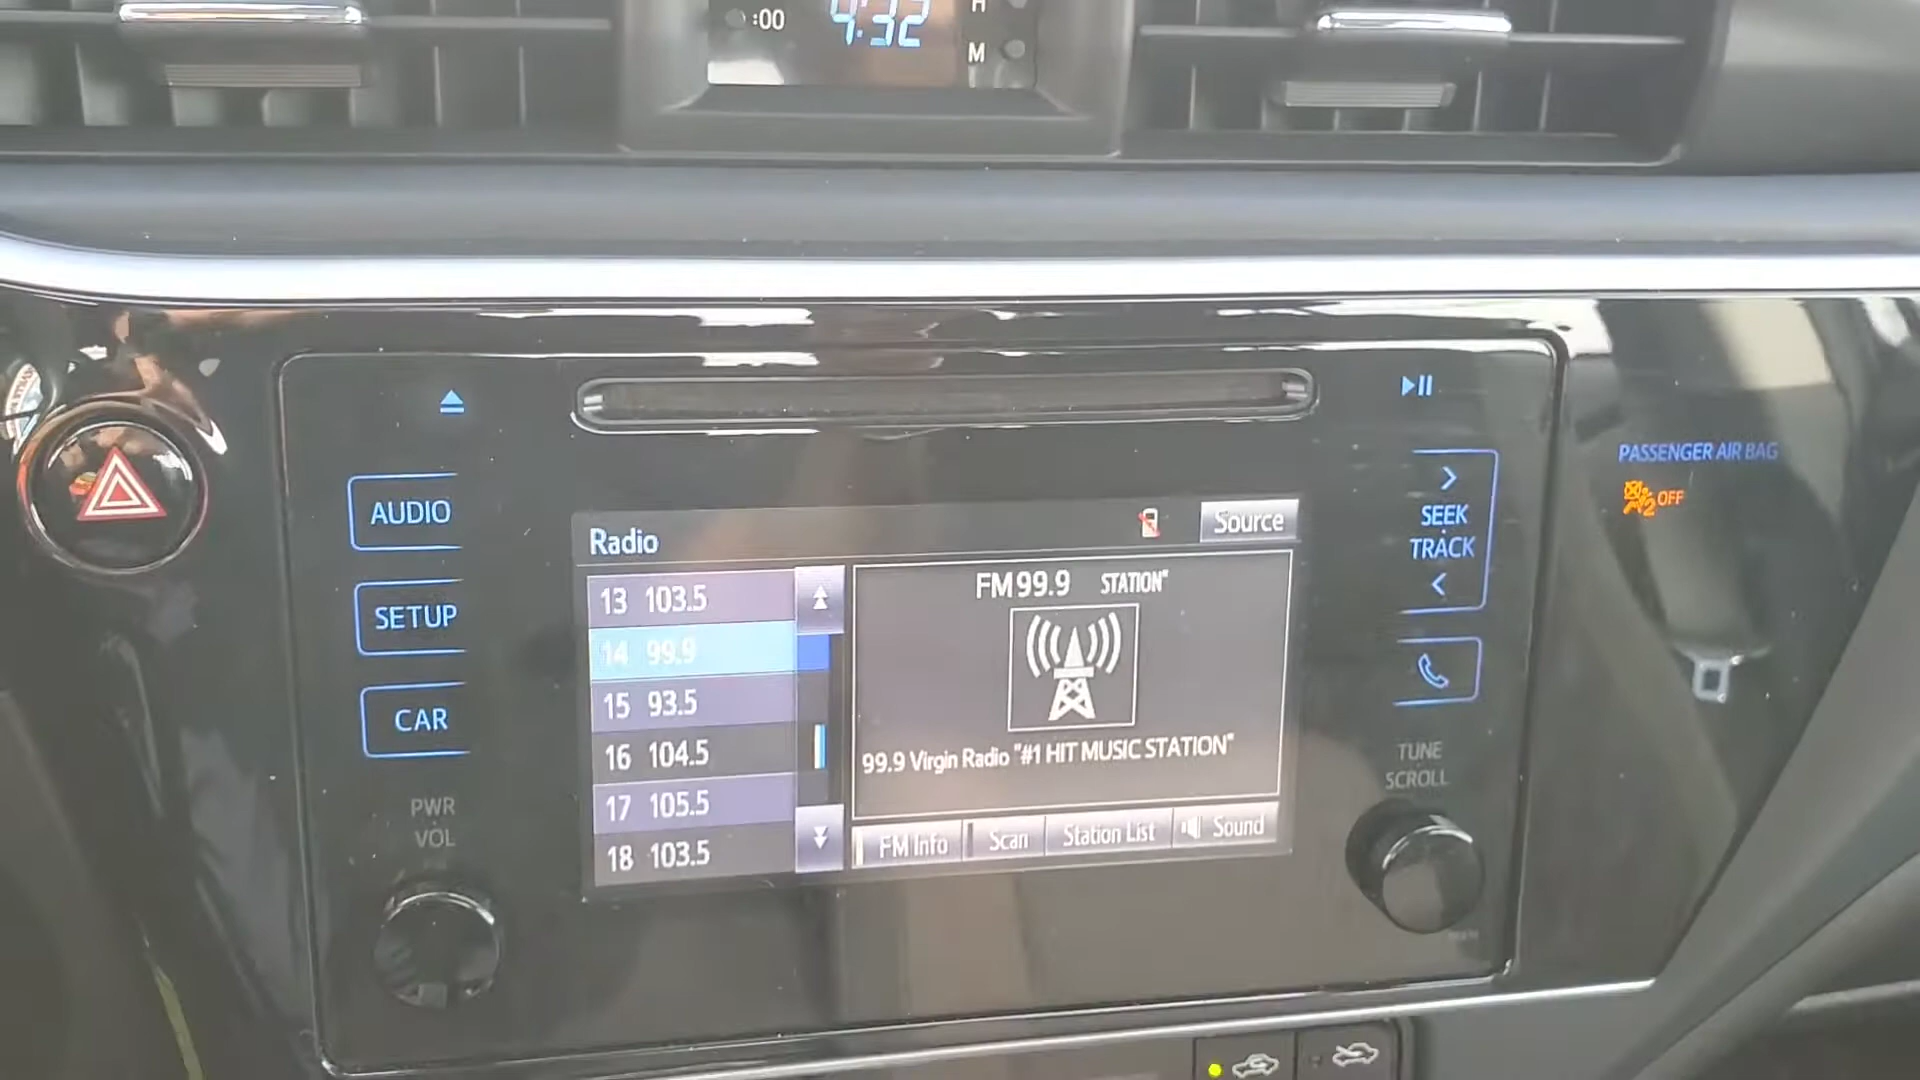 :00
4:32
H
M
AUDIO
SETUP
CAR
PWR
VOL
Radio
Source
13 103.5
14 99.9
15 93.5
16 104.5
17 105.5
18 103.5
FM 99.9 STATION"
99.9 Virgin Radio "#1 HIT MUSIC STATION"
FM Info
Scan
Station List
Sound
SEEK
TRACK
TUNE
SCROLL
PASSENGER AIR BAG
2 OFF